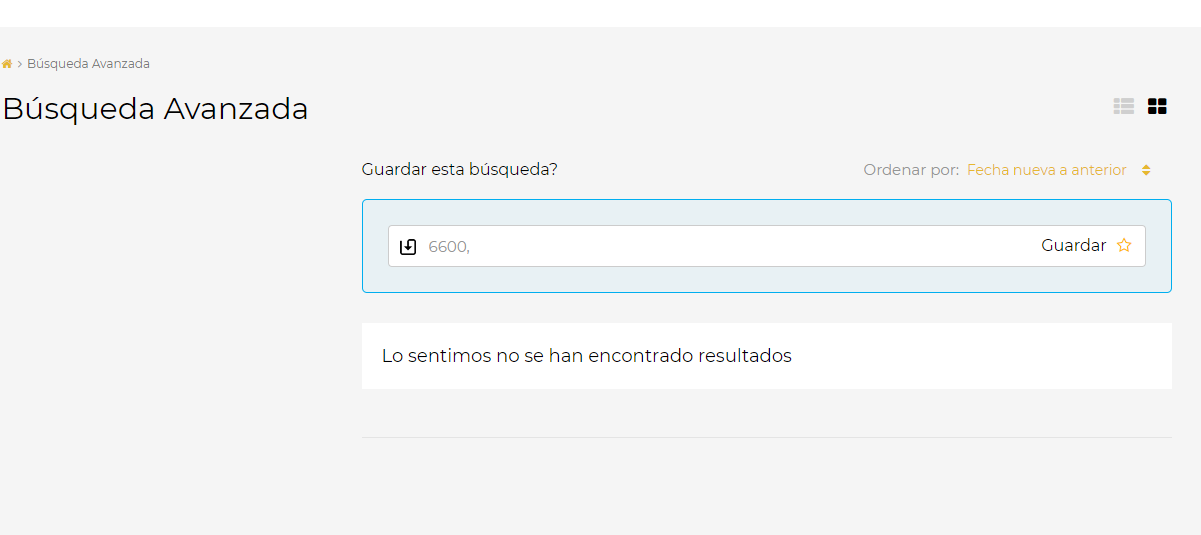 > Búsqueda Avanzada
Búsqueda Avanzada
Guardar esta búsqueda?
Ordenar por: Fecha nueva a anterior
6600,
Guardar
Lo sentimos no se han encontrado resultados